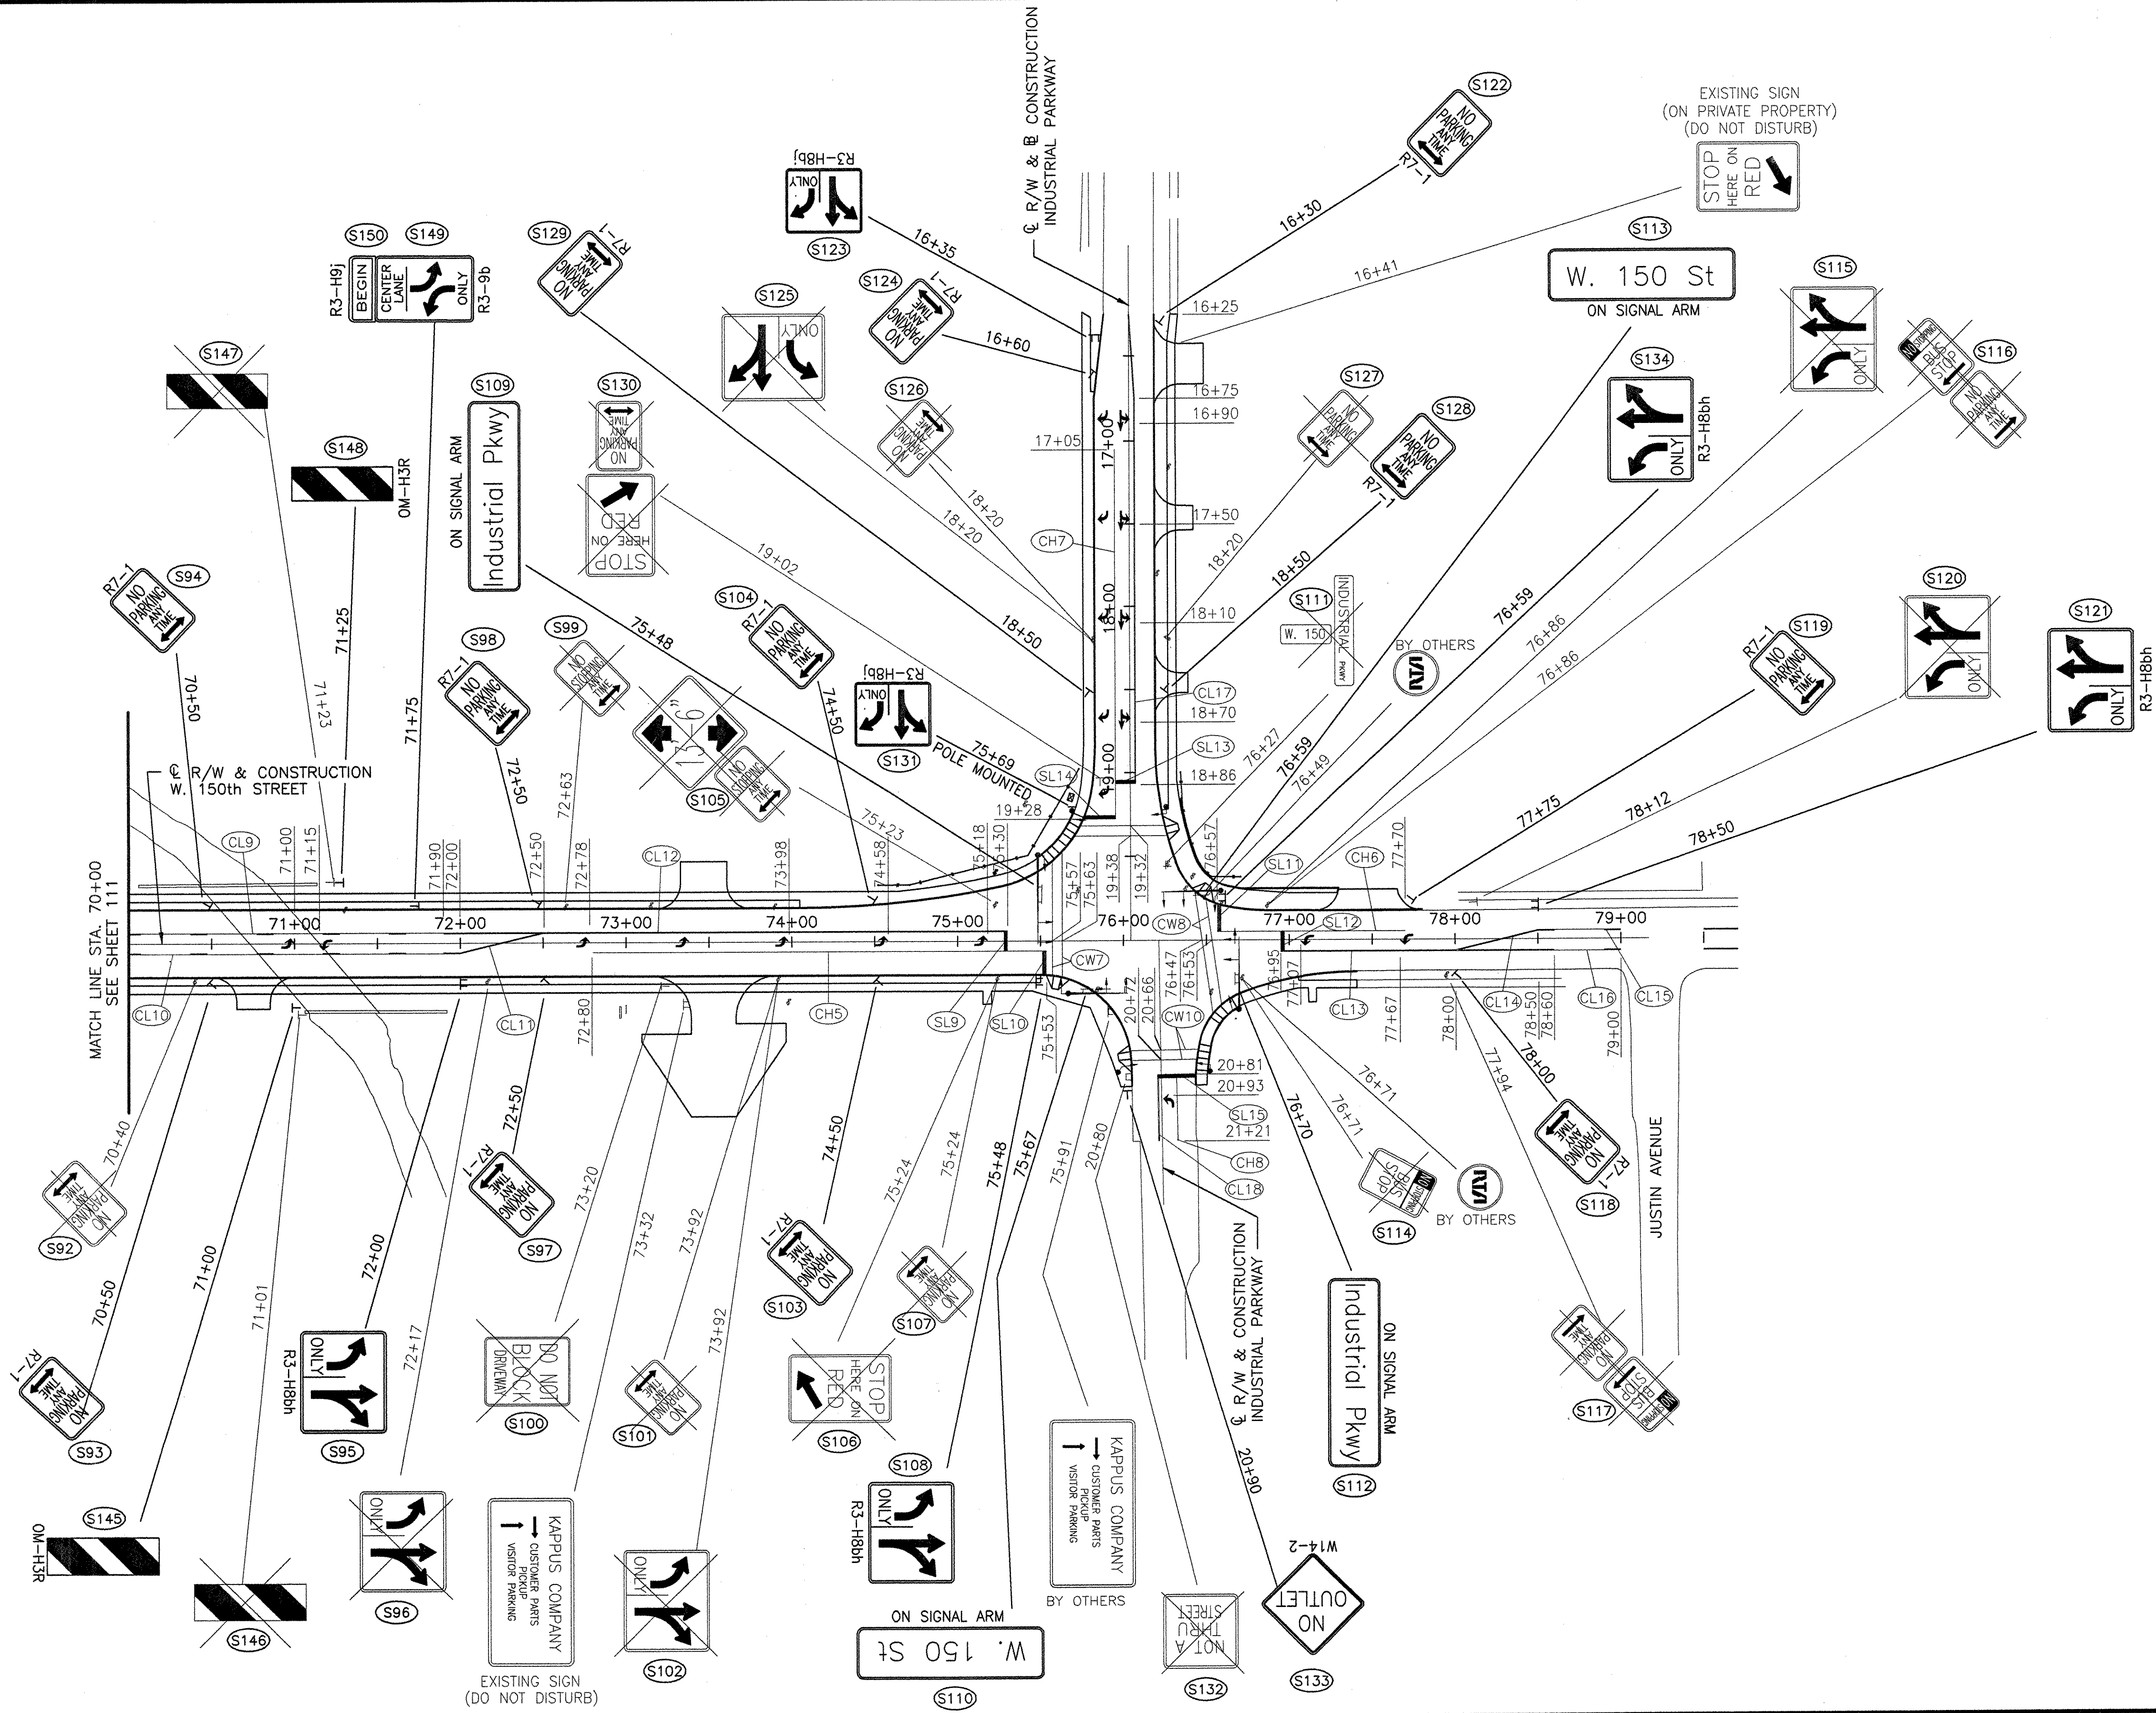 ℄ R/W & ℞ CONSTRUCTION
INDUSTRIAL PARKWAY
S122
NO
PARKING
ANY
TIME
R7-1
16+30
EXISTING SIGN
(ON PRIVATE PROPERTY)
(DO NOT DISTURB)
STOP
HERE ON
RED
16+41
R3-H8bj
ONLY
S123
16+35
S150
S149
R3-H9j
BEGIN
CENTER
LANE
ONLY
R3-9b
S129
R7-1
NO
PARKING
ANY
TIME
S124
R7-1
NO
PARKING
ANY
TIME
16+60
S125
ONLY
S113
W. 150 St
ON SIGNAL ARM
S115
ONLY
S116
NO
STOPPING
BUS
STOP
NO
PARKING
ANY
TIME
S147
S148
OM-H3R
S109
Industrial Pkwy
ON SIGNAL ARM
S130
NO
PARKING
ANY
TIME
STOP
HERE ON
RED
S126
NO
PARKING
ANY
TIME
S127
NO
PARKING
ANY
TIME
S128
NO
PARKING
ANY
TIME
R7-1
S134
ONLY
R3-H8bh
16+25
16+75
16+90
17+05
17+00
17+50
18+20
18+20
18+20
18+50
CH7
18+00
18+10
19+02
18+50
CL17
18+70
SL13
18+86
19+00
S94
R7-1
NO
PARKING
ANY
TIME
70+50
71+23
71+25
71+75
S98
R7-1
NO
PARKING
ANY
TIME
72+50
S99
NO
STOPPING
ANY
TIME
72+63
75+48
S104
R7-1
NO
PARKING
ANY
TIME
74+50
13'-6"
NO
STOPPING
ANY
TIME
S105
75+23
R3-H8bj
ONLY
S131
75+69
POLE MOUNTED
SL14
19+28
S111
W. 150
INDUSTRIAL PKWY
BY OTHERS
RTA
76+27
76+59
76+49
76+59
76+86
76+86
S119
R7-1
NO
PARKING
ANY
TIME
77+75
S120
ONLY
78+12
S121
ONLY
R3-H8bh
78+50
℄ R/W & CONSTRUCTION
W. 150th STREET
MATCH LINE STA. 70+00
SEE SHEET 111
CL9
71+00
71+15
71+90
72+00
72+50
72+78
CL12
73+98
74+58
75+18
75+30
75+57
75+63
19+38
19+32
76+57
SL11
CH6
77+70
71+00
72+00
73+00
74+00
75+00
76+00
77+00
78+00
79+00
CW8
SL12
CL10
CL11
72+80
CH5
SL9
SL10
75+53
CW7
20+72
20+66
76+47
76+53
CW10
76+95
77+07
CL13
77+67
78+00
CL14
78+50
78+60
CL16
79+00
CL15
20+81
20+93
SL15
21+21
CH8
CL18
℄ R/W & CONSTRUCTION
INDUSTRIAL PARKWAY
JUSTIN AVENUE
70+40
NO
PARKING
ANY
TIME
S92
70+50
R7-1
NO
PARKING
ANY
TIME
S93
71+00
S145
OM-H3R
71+01
S146
72+00
ONLY
R3-H8bh
S95
72+17
ONLY
S96
72+50
R7-1
NO
PARKING
ANY
TIME
S97
73+20
DO NOT
BLOCK
DRIVEWAY
S100
73+32
KAPPUS COMPANY
CUSTOMER PARTS
PICKUP
VISITOR PARKING
EXISTING SIGN
(DO NOT DISTURB)
73+92
NO
PARKING
ANY
TIME
S101
73+92
ONLY
S102
74+50
R7-1
NO
PARKING
ANY
TIME
S103
75+24
STOP
HERE ON
RED
S106
75+24
NO
PARKING
ANY
TIME
S107
75+48
S108
ONLY
R3-H8bh
75+67
ON SIGNAL ARM
W. 150 St
S110
75+91
KAPPUS COMPANY
CUSTOMER PARTS
PICKUP
VISITOR PARKING
BY OTHERS
20+80
NOT A
THRU
STREET
S132
20+90
W14-2
NO
OUTLET
S133
76+70
Industrial Pkwy
ON SIGNAL ARM
S112
76+71
NO
STOPPING
BUS
STOP
S114
76+71
RTA
BY OTHERS
77+94
NO
PARKING
ANY
TIME
NO
STOPPING
BUS
STOP
S117
78+00
NO
PARKING
ANY
TIME
R7-1
S118